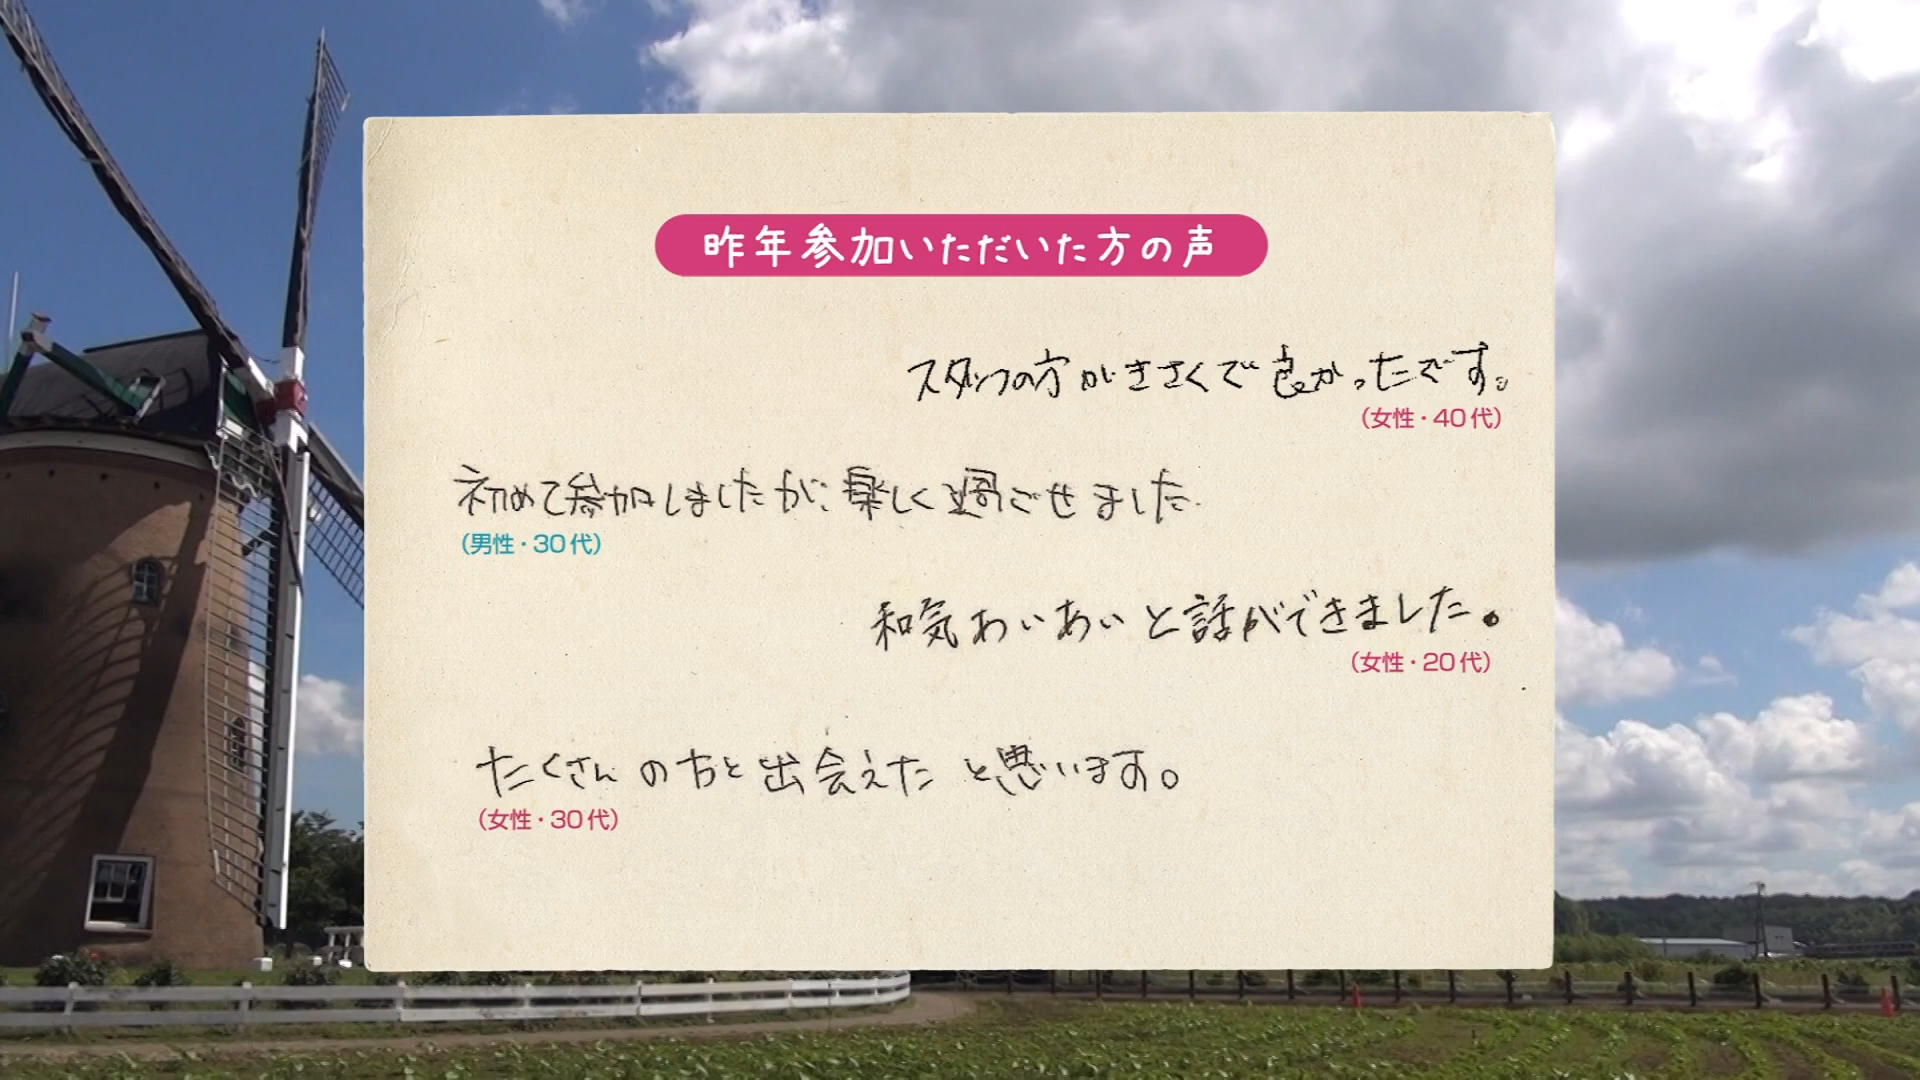 昨年参加いただいた方の声
スタッフの方がきさくで良かったです。
（女性・40代）
初めて参加しましたが、楽しく過ごせました。
（男性・30代）
和気わいあいと話ができました。
（女性・20代）
たくさんの方と出会えたと思います。
（女性・30代）